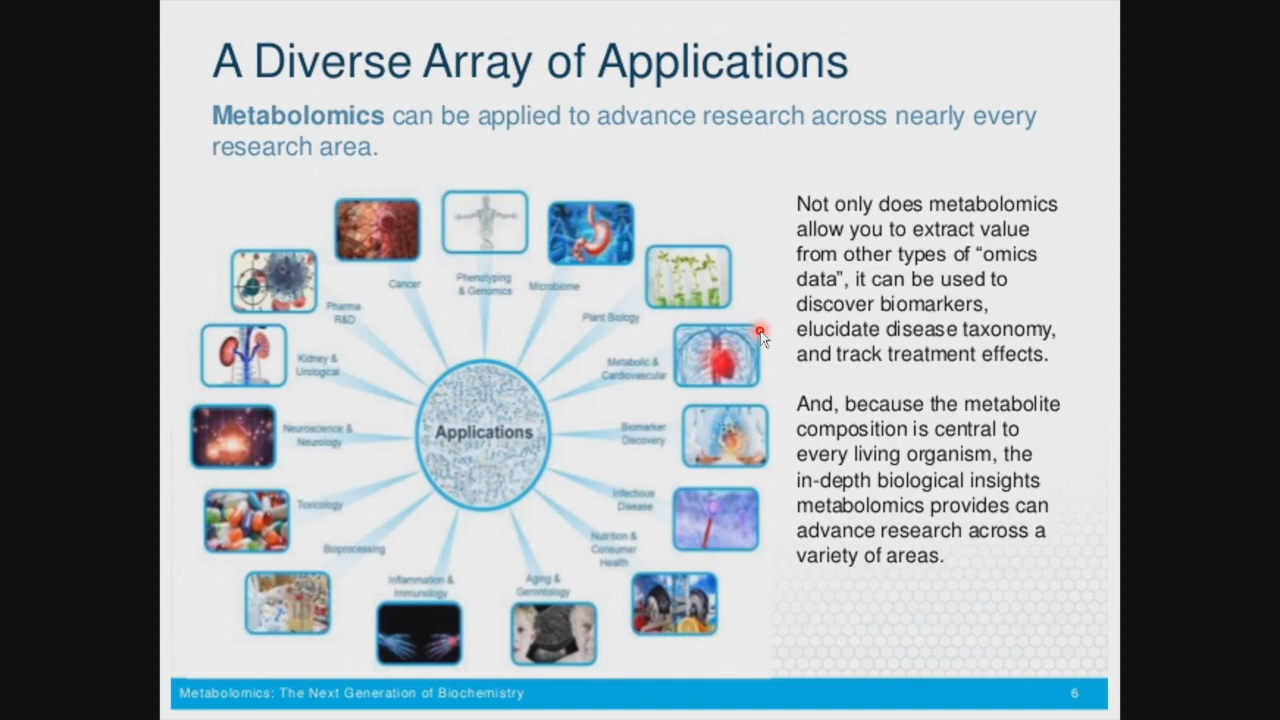 A Diverse Array of Applications
Metabolomics can be applied to advance research across nearly every
research area.
Phenotyping
& Genomics
Cancer
Microbiome
Pharma
R&D
Plant Biology
Kidney &
Urological
Metabolic &
Cardiovascular
Neuroscience &
Neurology
Applications
Biomarker
Discovery
Toxicology
Infectious
Disease
Bioprocessing
Nutrition &
Consumer
Health
Inflammation &
Immunology
Aging &
Gerontology
Not only does metabolomics
allow you to extract value
from other types of “omics
data”, it can be used to
discover biomarkers,
elucidate disease taxonomy,
and track treatment effects.
And, because the metabolite
composition is central to
every living organism, the
in-depth biological insights
metabolomics provides can
advance research across a
variety of areas.
Metabolomics: The Next Generation of Biochemistry
6